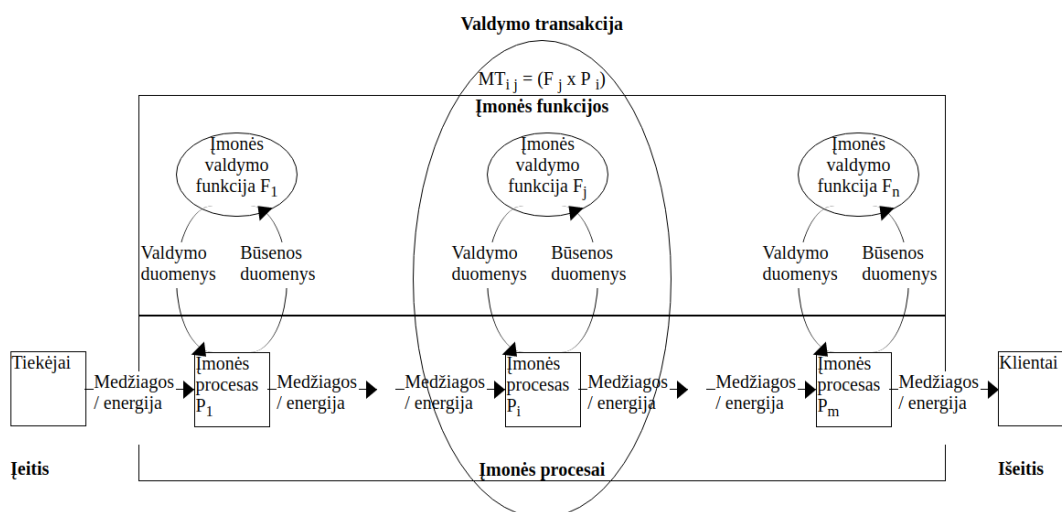 Valdymo transakcija
MTi j = (F j x P i)
Įmonės funkcijos
Įmonės
valdymo
funkcija F1
Įmonės
valdymo
funkcija Fj
Įmonės
valdymo
funkcija Fn
Valdymo
duomenys
Būsenos
duomenys
Valdymo
duomenys
Būsenos
duomenys
Valdymo
duomenys
Būsenos
duomenys
Tiekėjai
Medžiagos
/ energija
Įmonės
procesas
P1
Medžiagos
/ energija
Medžiagos
/ energija
Įmonės
procesas
Pi
Medžiagos
/ energija
Medžiagos
/ energija
Įmonės
procesas
Pm
Medžiagos
/ energija
Klientai
Įeitis
Įmonės procesai
Išeitis